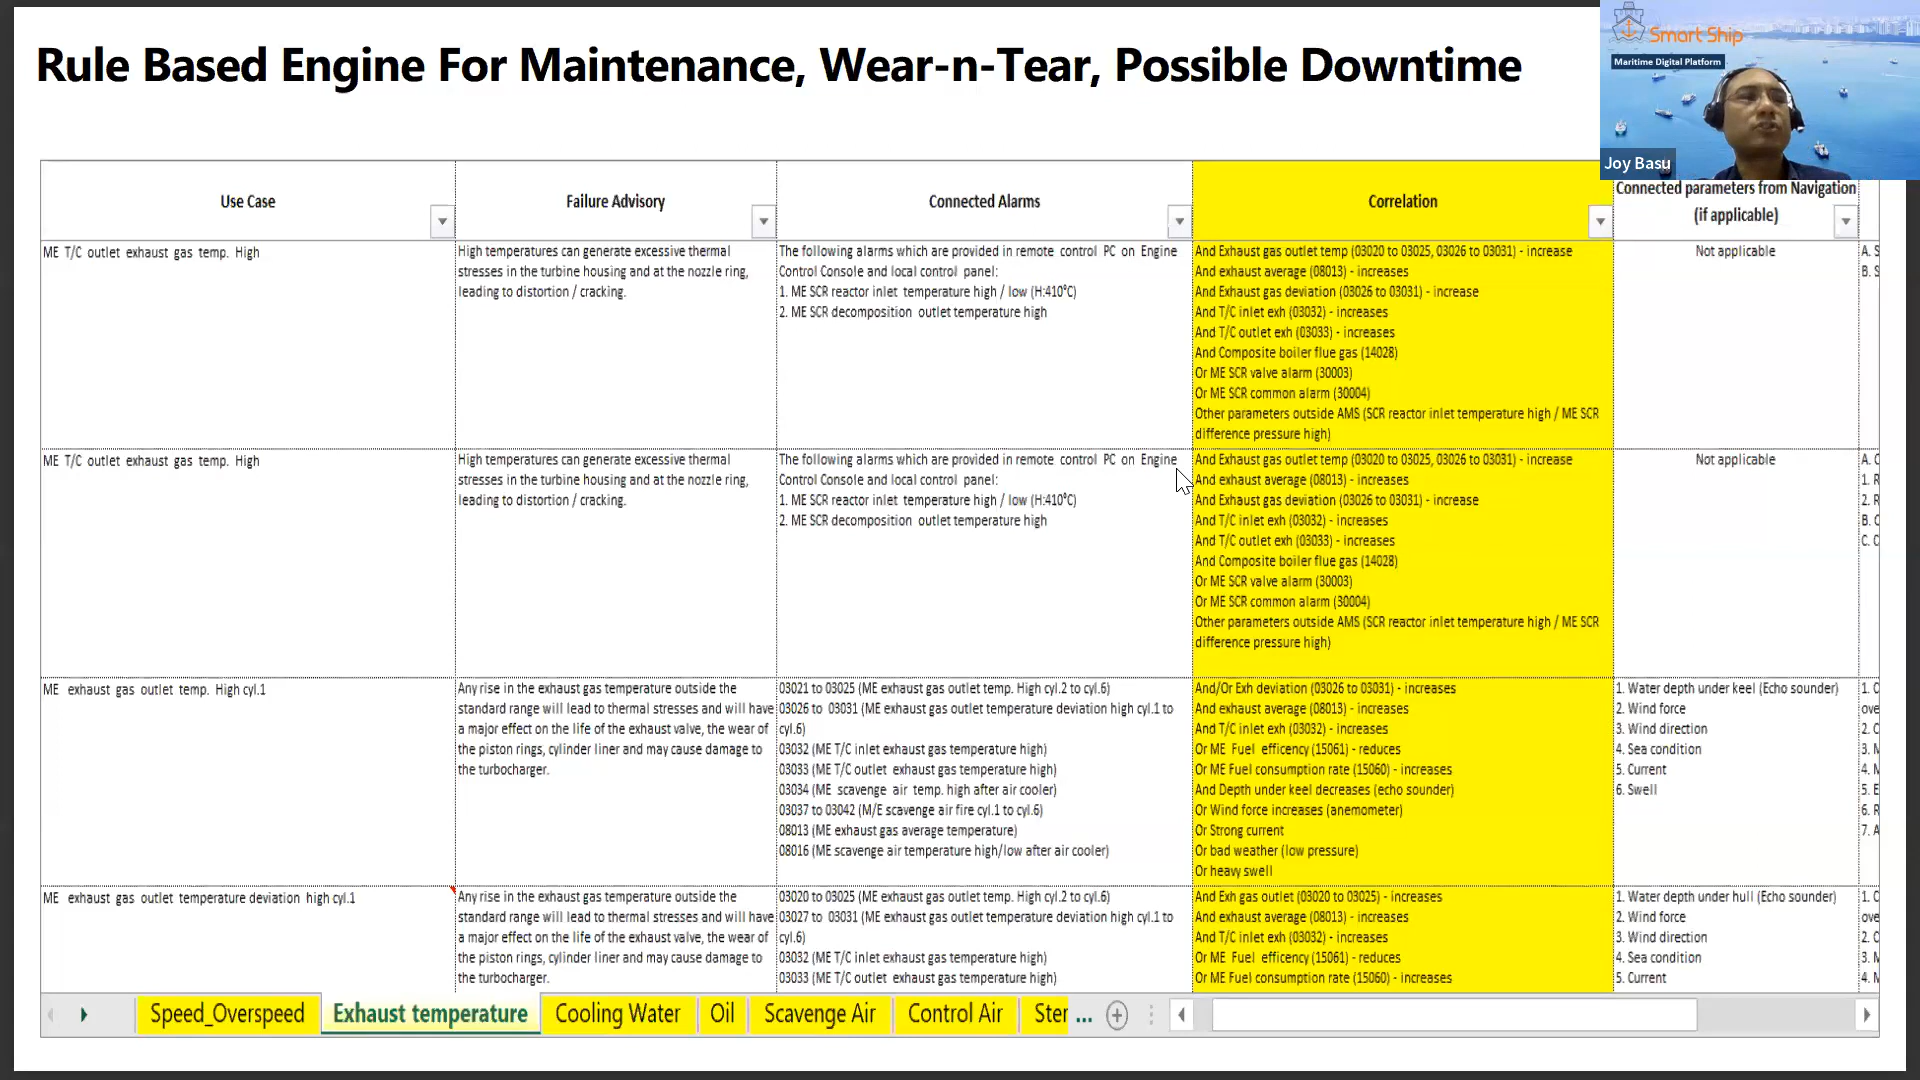 Rule Based Engine For Maintenance, Wear-n-Tear, Possible Downtime
Smart Ship
Maritime Digital Platform
Joy Basu
Use Case
Failure Advisory
Connected Alarms
Correlation
Connected parameters from Navigation
(if applicable)
ME T/C outlet exhaust gas temp. High
High temperatures can generate excessive thermal
stresses in the turbine housing and at the nozzle ring,
leading to distortion / cracking.
The following alarms which are provided in remote control PC on Engine
Control Console and local control panel:
1. ME SCR reactor inlet temperature high / low (H:410°C)
2. ME SCR decomposition outlet temperature high
And Exhaust gas outlet temp (03020 to 03025, 03026 to 03031) - increase
And exhaust average (08013) - increases
And Exhaust gas deviation (03026 to 03031) - increase
And T/C inlet exh (03032) - increases
And T/C outlet exh (03033) - increases
And Composite boiler flue gas (14028)
Or ME SCR valve alarm (30003)
Or ME SCR common alarm (30004)
Other parameters outside AMS (SCR reactor inlet temperature high / ME SCR
difference pressure high)
Not applicable
A. S
B. S
ME T/C outlet exhaust gas temp. High
High temperatures can generate excessive thermal
stresses in the turbine housing and at the nozzle ring,
leading to distortion / cracking.
The following alarms which are provided in remote control PC on Engine
Control Console and local control panel:
1. ME SCR reactor inlet temperature high / low (H:410°C)
2. ME SCR decomposition outlet temperature high
And Exhaust gas outlet temp (03020 to 03025, 03026 to 03031) - increase
And exhaust average (08013) - increases
And Exhaust gas deviation (03026 to 03031) - increase
And T/C inlet exh (03032) - increases
And T/C outlet exh (03033) - increases
And Composite boiler flue gas (14028)
Or ME SCR valve alarm (30003)
Or ME SCR common alarm (30004)
Other parameters outside AMS (SCR reactor inlet temperature high / ME SCR
difference pressure high)
Not applicable
A. C
1. R
2. R
B. C
C. C
ME exhaust gas outlet temp. High cyl.1
Any rise in the exhaust gas temperature outside the
standard range will lead to thermal stresses and will have
a major effect on the life of the exhaust valve, the wear of
the piston rings, cylinder liner and may cause damage to
the turbocharger.
03021 to 03025 (ME exhaust gas outlet temp. High cyl.2 to cyl.6)
03026 to 03031 (ME exhaust gas outlet temperature deviation high cyl.1 to
cyl.6)
03032 (ME T/C inlet exhaust gas temperature high)
03033 (ME T/C outlet exhaust gas temperature high)
03034 (ME scavenge air temp. high after air cooler)
03037 to 03042 (M/E scavenge air fire cyl.1 to cyl.6)
08013 (ME exhaust gas average temperature)
08016 (ME scavenge air temperature high/low after air cooler)
And/Or Exh deviation (03026 to 03031) - increases
And exhaust average (08013) - increases
And T/C inlet exh (03032) - increases
Or ME Fuel efficency (15061) - reduces
Or ME Fuel consumption rate (15060) - increases
And Depth under keel decreases (echo sounder)
Or Wind force increases (anemometer)
Or Strong current
Or bad weather (low pressure)
Or heavy swell
1. Water depth under keel (Echo sounder)
2. Wind force
3. Wind direction
4. Sea condition
5. Current
6. Swell
1. C
ove
2. C
3. M
4. M
5. E
6. R
7. A
ME exhaust gas outlet temperature deviation high cyl.1
Any rise in the exhaust gas temperature outside the
standard range will lead to thermal stresses and will have
a major effect on the life of the exhaust valve, the wear of
the piston rings, cylinder liner and may cause damage to
the turbocharger.
03020 to 03025 (ME exhaust gas outlet temp. High cyl.2 to cyl.6)
03027 to 03031 (ME exhaust gas outlet temperature deviation high cyl.1 to
cyl.6)
03032 (ME T/C inlet exhaust gas temperature high)
03033 (ME T/C outlet exhaust gas temperature high)
And Exh gas outlet (03020 to 03025) - increases
And exhaust average (08013) - increases
And T/C inlet exh (03032) - increases
Or ME Fuel efficency (15061) - reduces
Or ME Fuel consumption rate (15060) - increases
1. Water depth under hull (Echo sounder)
2. Wind force
3. Wind direction
4. Sea condition
5. Current
1. C
ove
2. C
3. M
4. M
Speed_Overspeed
Exhaust temperature
Cooling Water
Oil
Scavenge Air
Control Air
Ster ...